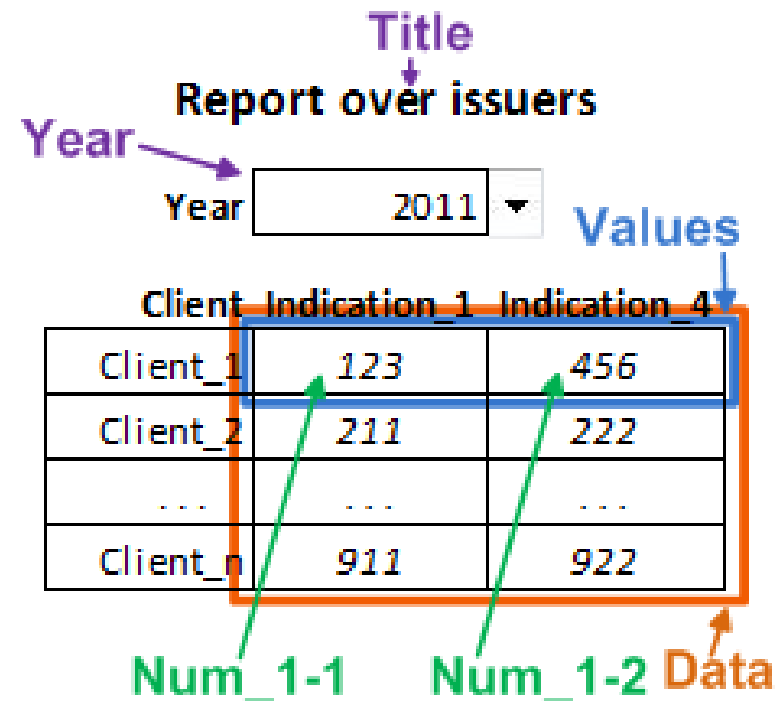 Title
Report over issuers
Year
Year 2011
Values
Client Indication_1 Indication_4
Client_1 123 456
Client_2 211 222
... ... ...
Client_n 911 922
Num_1-1 Num_1-2 Data